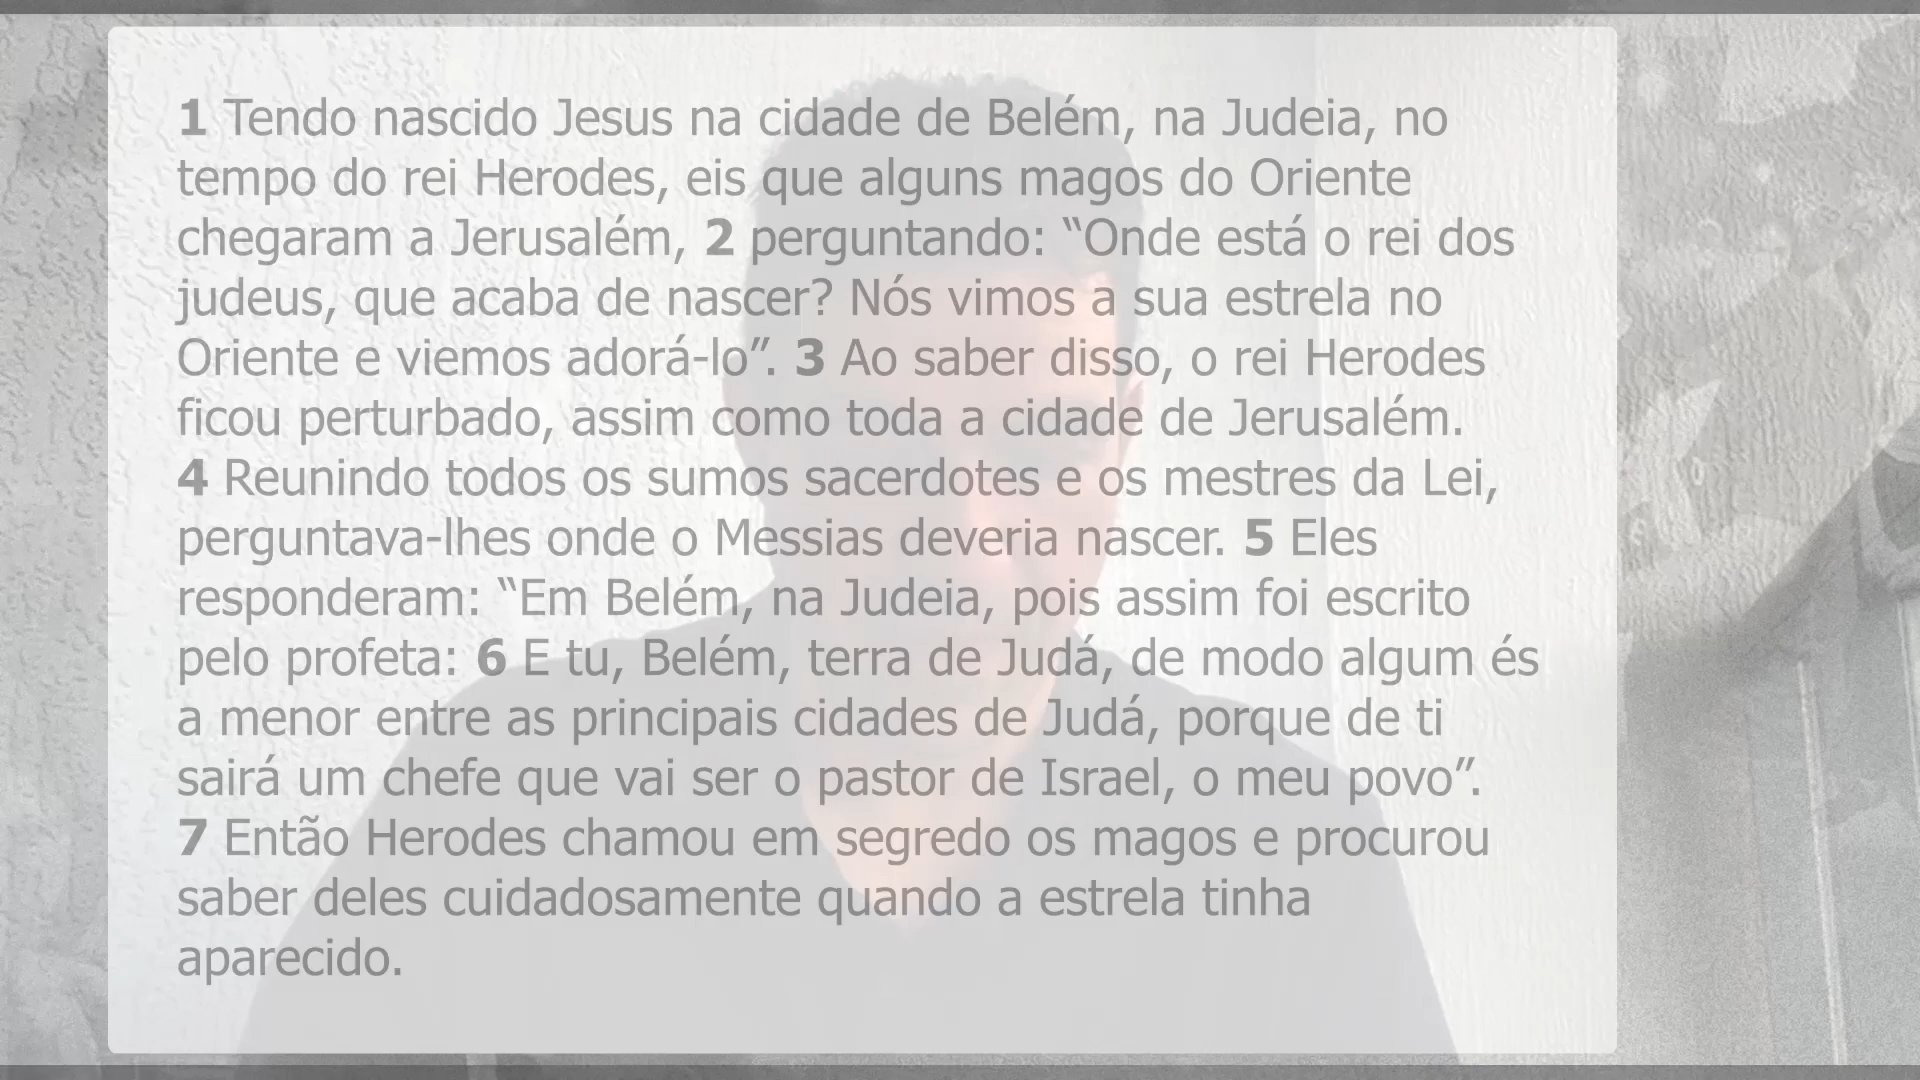 1 Tendo nascido Jesus na cidade de Belém, na Judeia, no
tempo do rei Herodes, eis que alguns magos do Oriente
chegaram a Jerusalém, 2 perguntando: “Onde está o rei dos
judeus, que acaba de nascer? Nós vimos a sua estrela no
Oriente e viemos adorá-lo”. 3 Ao saber disso, o rei Herodes
ficou perturbado, assim como toda a cidade de Jerusalém.
4 Reunindo todos os sumos sacerdotes e os mestres da Lei,
perguntava-lhes onde o Messias deveria nascer. 5 Eles
responderam: “Em Belém, na Judeia, pois assim foi escrito
pelo profeta: 6 E tu, Belém, terra de Judá, de modo algum és
a menor entre as principais cidades de Judá, porque de ti
sairá um chefe que vai ser o pastor de Israel, o meu povo”.
7 Então Herodes chamou em segredo os magos e procurou
saber deles cuidadosamente quando a estrela tinha
aparecido.